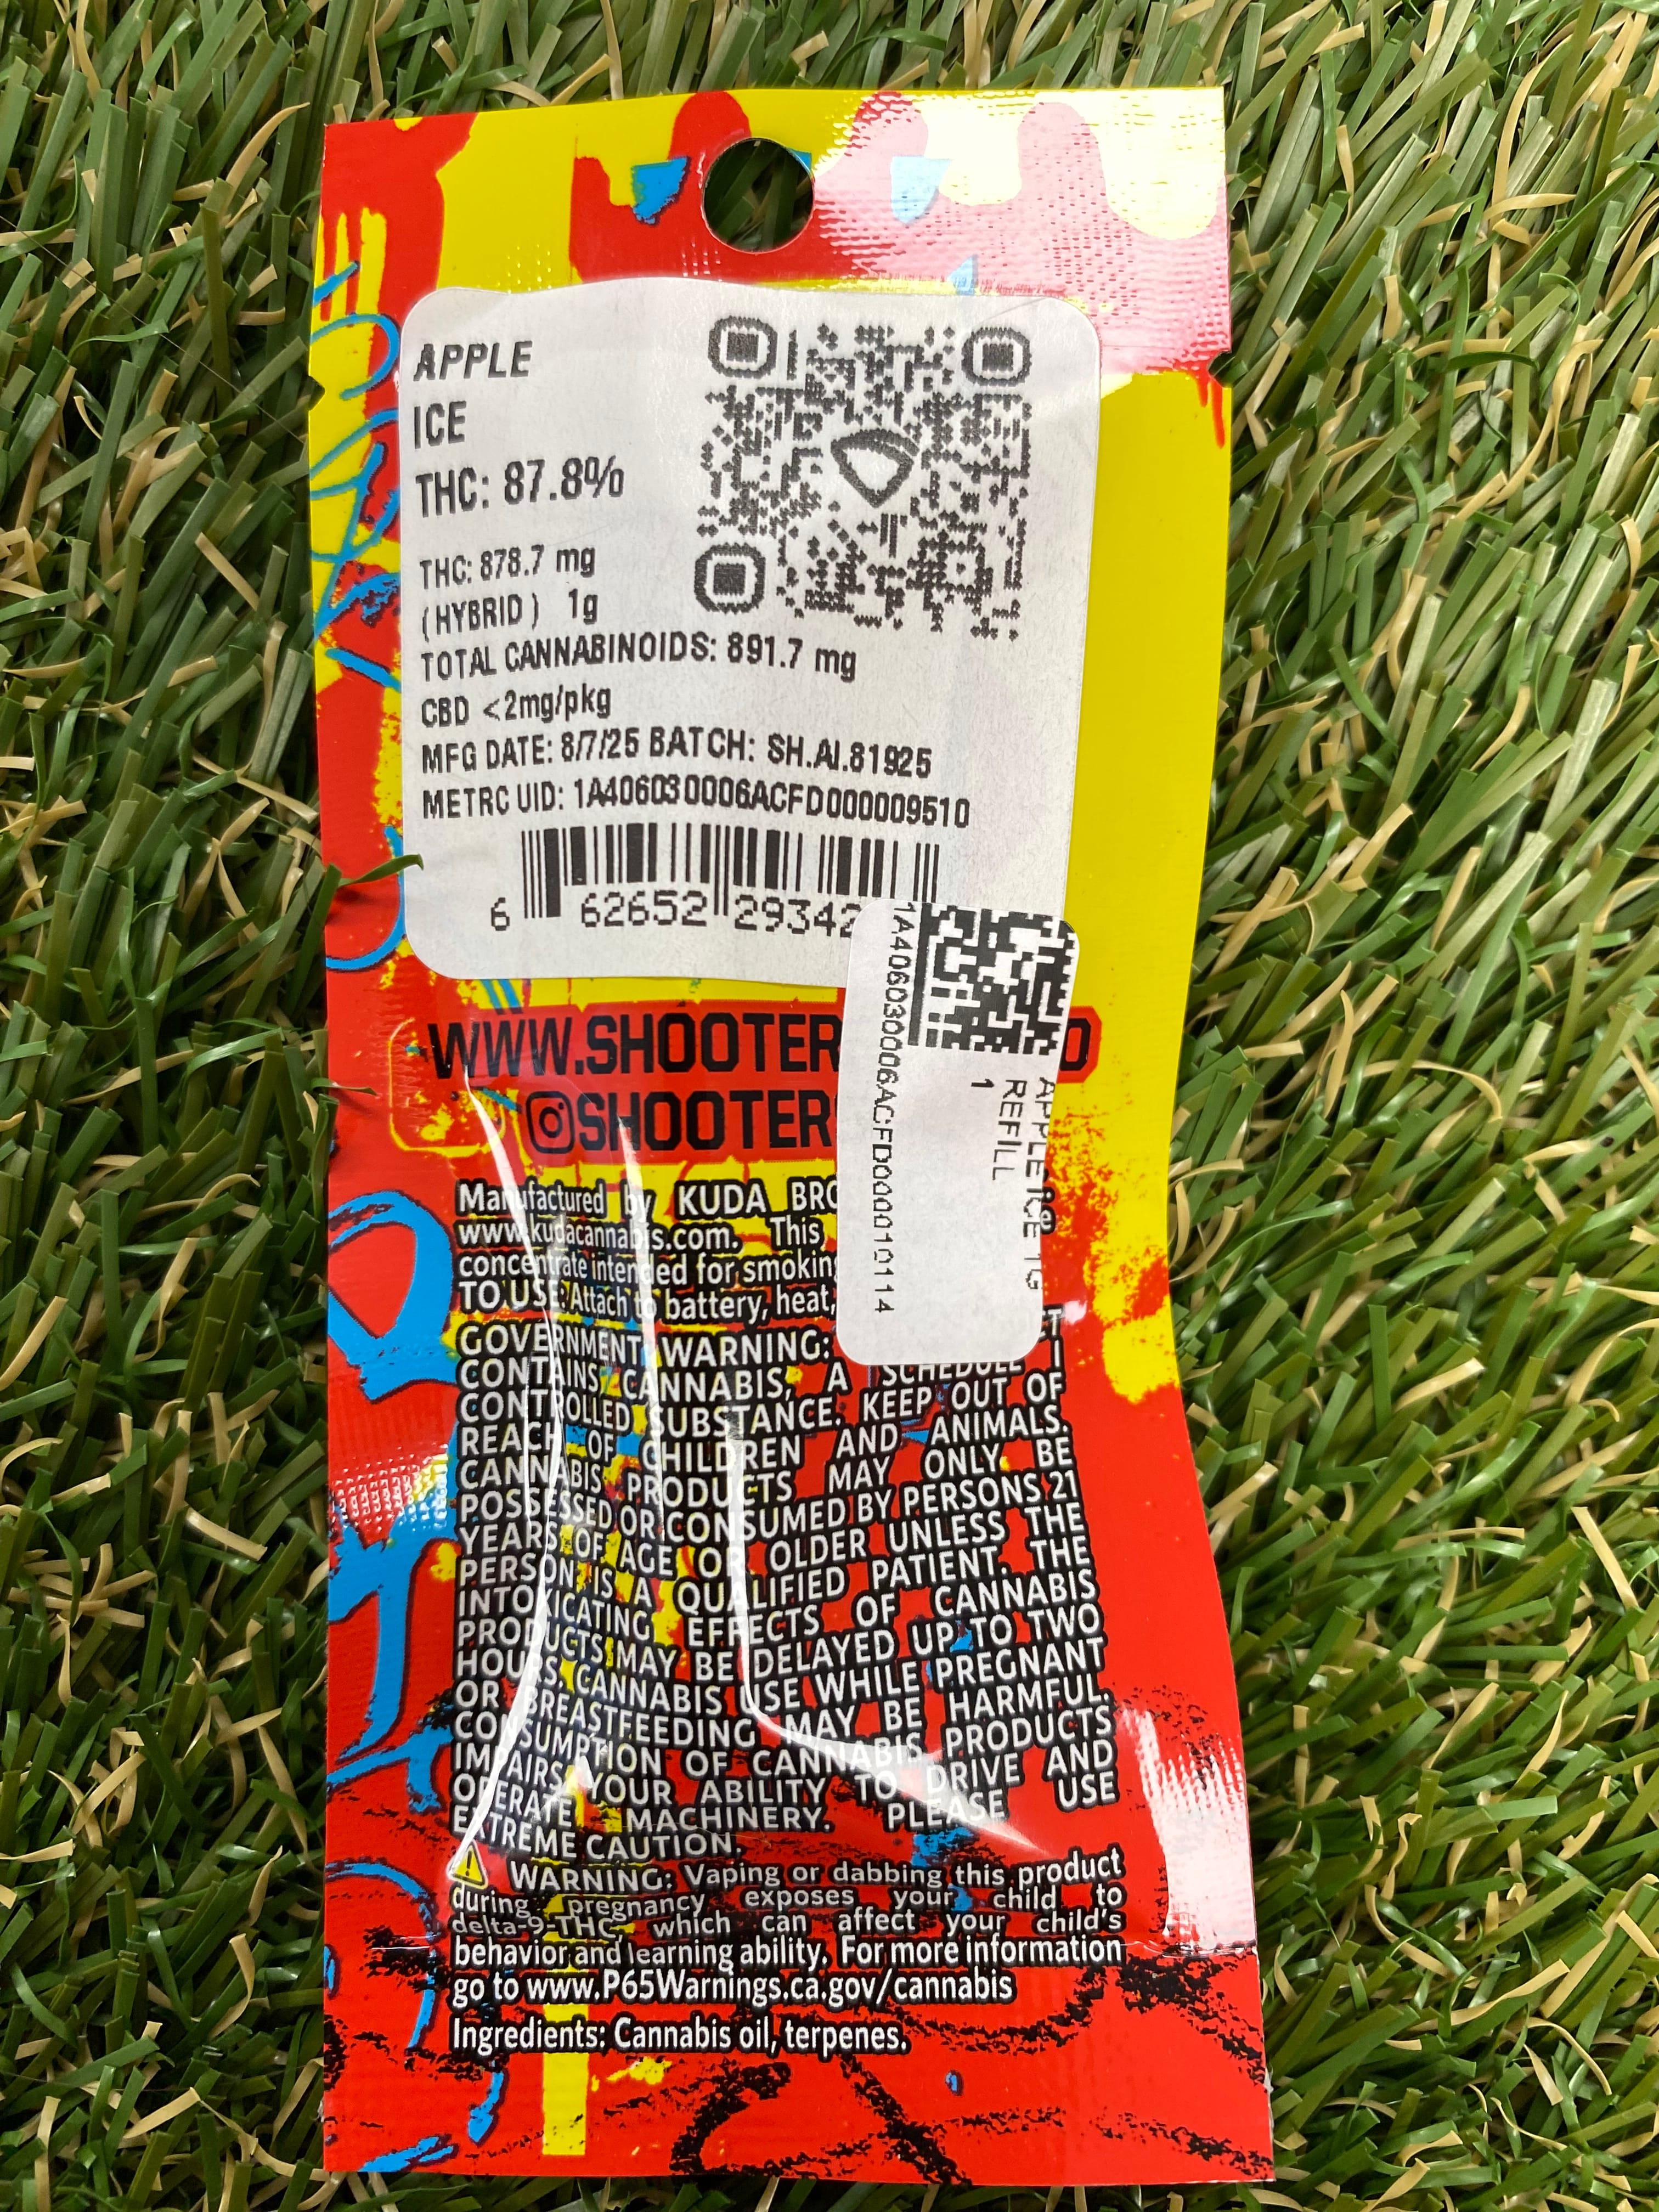 APPLE
ICE
THC: 87.8%
THC: 878.7 mg
(HYBRID) 1g
TOTAL CANNABINOIDS: 891.7 mg
CBD <2mg/pkg
MFG DATE: 8/7/25 BATCH: SH.AI.81925
METRC UID: 1A4060300006ACFD000009510
6 62652 29342
1A4060300006ACFD000010114
APPLE ICE 1G
REFILL
1
WWW.SHOOTER
@SHOOTER
Manufactured by KUDA
www.kudacannabis.com. This
concentrate intended for
TO USE: Attach to battery, heat,
GOVERNMENT WARNING:
CONTAINS CANNABIS, A SCHEDULE I
CONTROLLED SUBSTANCE. KEEP OUT OF
REACH OF CHILDREN AND ANIMALS.
CANNABIS PRODUCTS MAY ONLY BE
POSSESSED OR CONSUMED BY PERSONS 21
YEARS OF AGE OR OLDER UNLESS THE
PERSON IS A QUALIFIED PATIENT. THE
INTOXICATING EFFECTS OF CANNABIS
PRODUCTS MAY BE DELAYED UP TO TWO
HOURS. CANNABIS USE WHILE PREGNANT
OR BREASTFEEDING MAY BE HARMFUL.
CONSUMPTION OF CANNABIS PRODUCTS
IMPAIRS YOUR ABILITY TO DRIVE AND
OPERATE MACHINERY. PLEASE USE
EXTREME CAUTION.
WARNING: Vaping or dabbing this product
during pregnancy exposes your child to
delta-9-THC which can affect your child's
behavior and learning ability. For more information
go to www.P65Warnings.ca.gov/cannabis
Ingredients: Cannabis oil, terpenes.